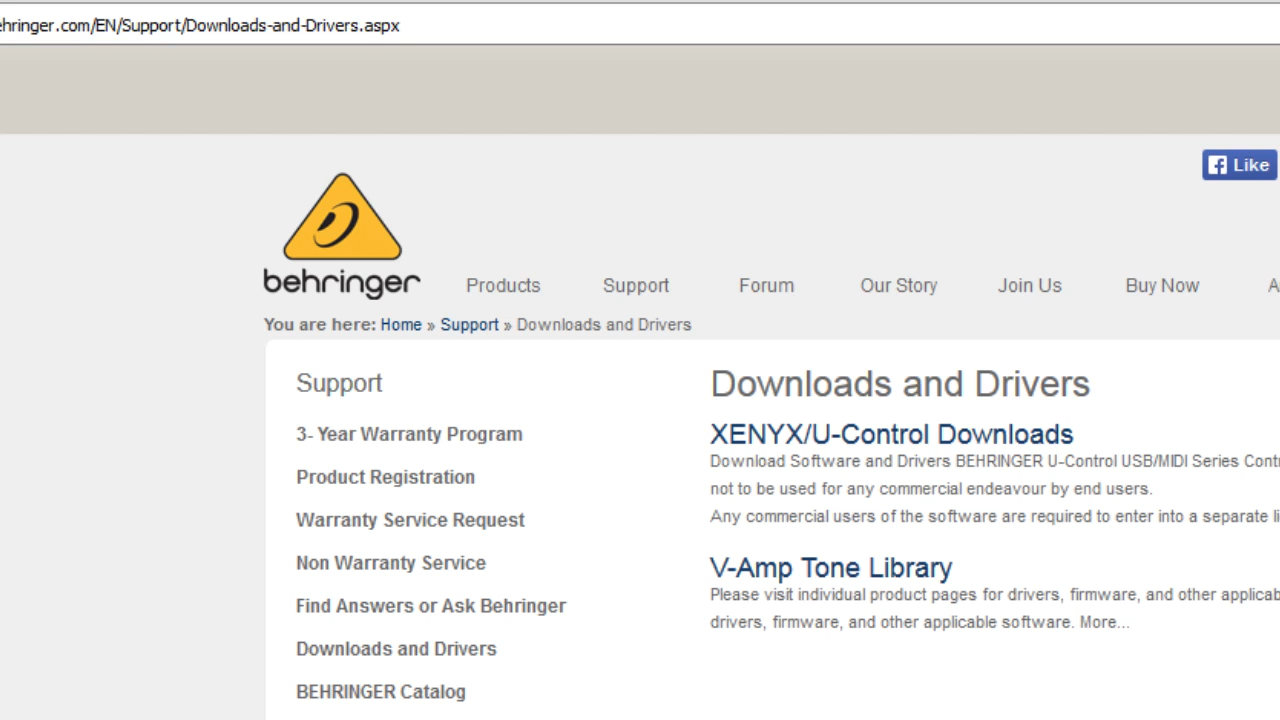 ehringer.com/EN/Support/Downloads-and-Drivers.aspx
Like
behringer
Products Support Forum Our Story Join Us Buy Now
You are here: Home » Support » Downloads and Drivers
Support
3- Year Warranty Program
Product Registration
Warranty Service Request
Non Warranty Service
Find Answers or Ask Behringer
Downloads and Drivers
BEHRINGER Catalog
Downloads and Drivers
XENYX/U-Control Downloads
Download Software and Drivers BEHRINGER U-Control USB/MIDI Series
not to be used for any commercial endeavour by end users.
Any commercial users of the software are required to enter into a separate
V-Amp Tone Library
Please visit individual product pages for drivers, firmware, and other
drivers, firmware, and other applicable software. More...